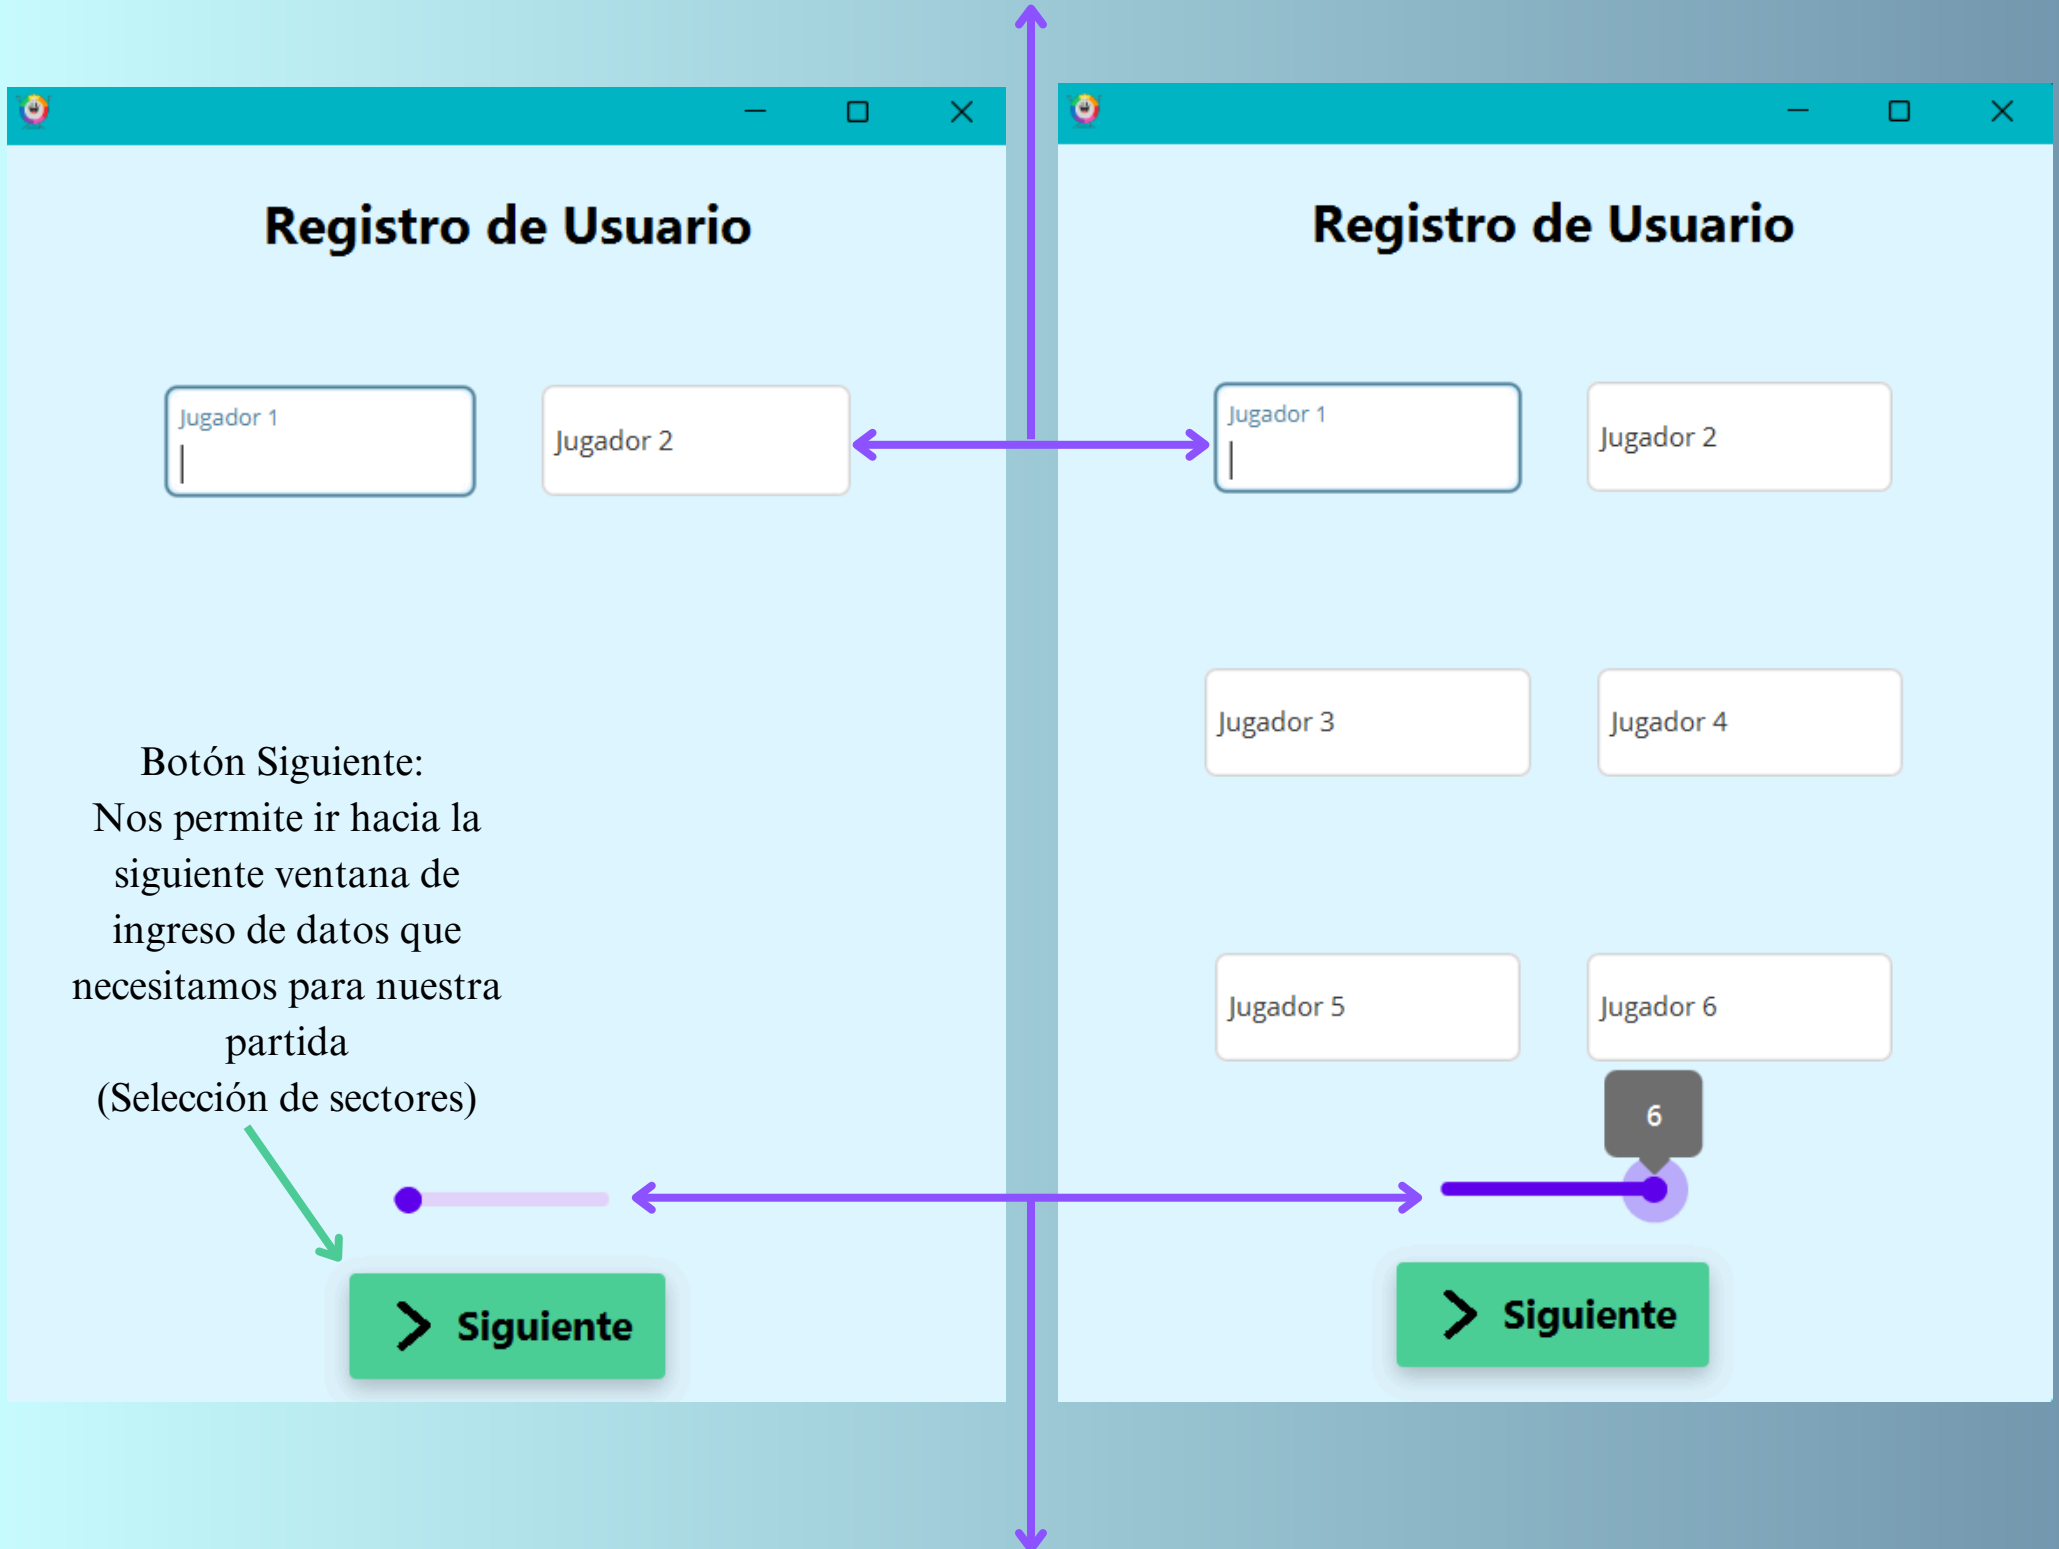 Registro de Usuario
Jugador 1
Jugador 2
Botón Siguiente:
Nos permite ir hacia la
siguiente ventana de
ingreso de datos que
necesitamos para nuestra
partida
(Selección de sectores)
Siguiente
Registro de Usuario
Jugador 1
Jugador 2
Jugador 3
Jugador 4
Jugador 5
Jugador 6
6
Siguiente